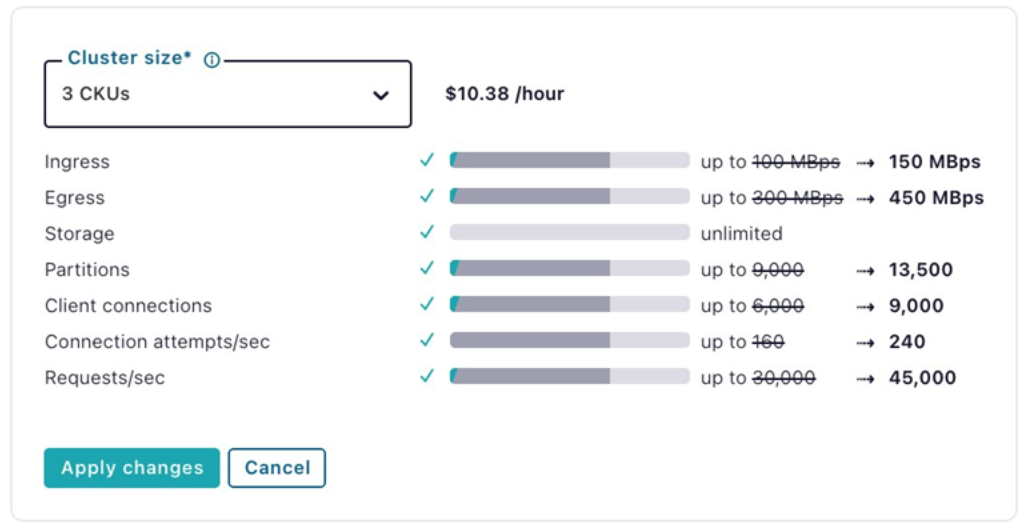 Cluster size*
3 CKUs $10.38 /hour
Ingress up to 100 MBps → 150 MBps
Egress up to 300 MBps → 450 MBps
Storage unlimited
Partitions up to 9,000 → 13,500
Client connections up to 6,000 → 9,000
Connection attempts/sec up to 160 → 240
Requests/sec up to 30,000 → 45,000
Apply changes Cancel